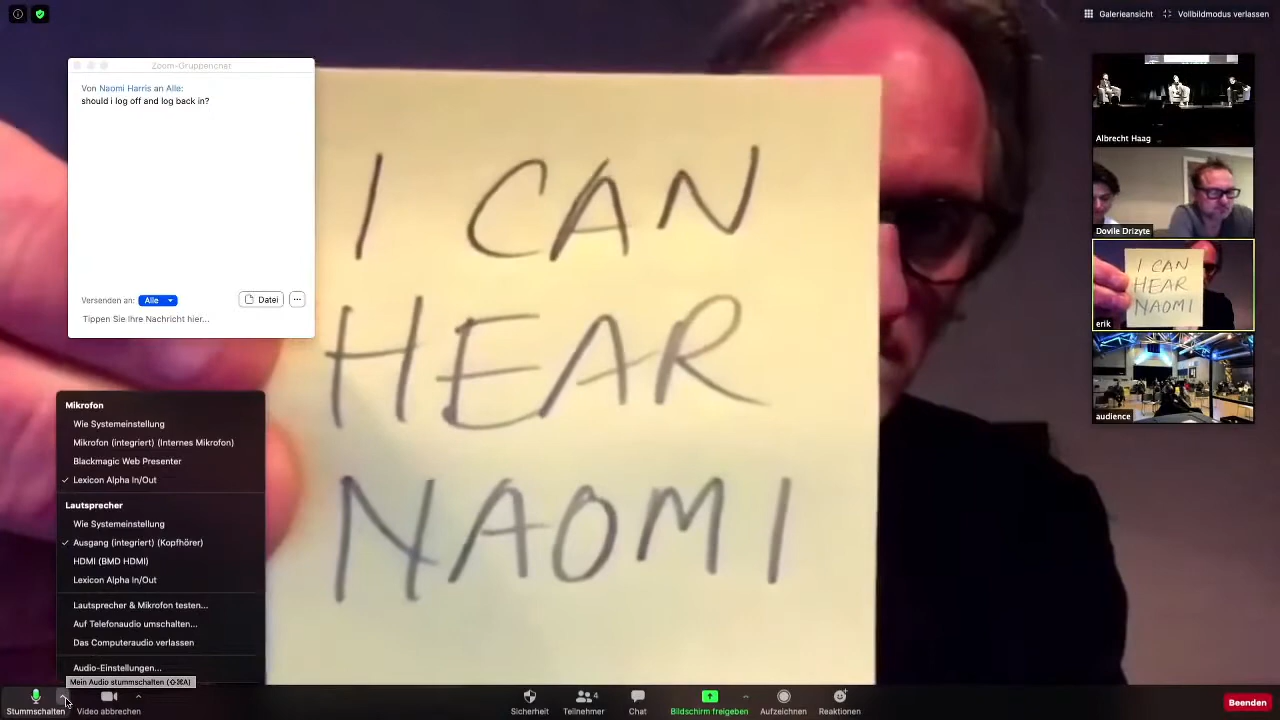 Galerieansicht
Vollbildmodus verlassen
Zoom-Gruppenchat
Von Naomi Harris an Alle:
should i log off and log back in?
Versenden an: Alle
Datei
Tippen Sie Ihre Nachricht hier...
I CAN
HEAR
NAOMI
Albrecht Haag
Dovile Drizyte
I CAN
HEAR
NAOMI
erik
audience
Mikrofon
Wie Systemeinstellung
Mikrofon (integriert) (Internes Mikrofon)
Blackmagic Web Presenter
✓ Lexicon Alpha In/Out
Lautsprecher
Wie Systemeinstellung
✓ Ausgang (integriert) (Kopfhörer)
HDMI (BMD HDMI)
Lexicon Alpha In/Out
Lautsprecher & Mikrofon testen...
Auf Telefonaudio umschalten...
Das Computeraudio verlassen
Audio-Einstellungen...
Mein Audio stummschalten (⇧⌘A)
Stummschalten
Video abbrechen
Sicherheit
Teilnehmer 4
Chat
Bildschirm freigeben
Aufzeichnen
Reaktionen
Beenden